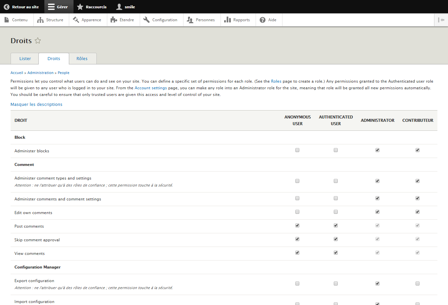 Retour au site Gérer Raccourcis smile
Contenu Structure Apparence Étendre Configuration Personnes Rapports Aide
Droits
Lister Droits Rôles
Accueil » Administration » People
Permissions let you control what users can do and see on your site. You can define a specific set of permissions for each role. (See the Roles page to create a role.) Any permissions granted to the Authenticated user role
will be given to any user who is logged in to your site. From the Account settings page, you can make any role into an Administrator role for the site, meaning that role will be granted all new permissions automatically.
You should be careful to ensure that only trusted users are given this access and level of control of your site.
Masquer les descriptions
DROIT ANONYMOUS USER AUTHENTICATED USER ADMINISTRATOR CONTRIBUTEUR
Block
Administer blocks
Comment
Administer comment types and settings
Attention : ne l'attribuer qu'à des rôles de confiance ; cette permission touche à la sécurité.
Administer comments and comment settings
Edit own comments
Post comments
Skip comment approval
View comments
Configuration Manager
Export configuration
Attention : ne l'attribuer qu'à des rôles de confiance ; cette permission touche à la sécurité.
Import configuration